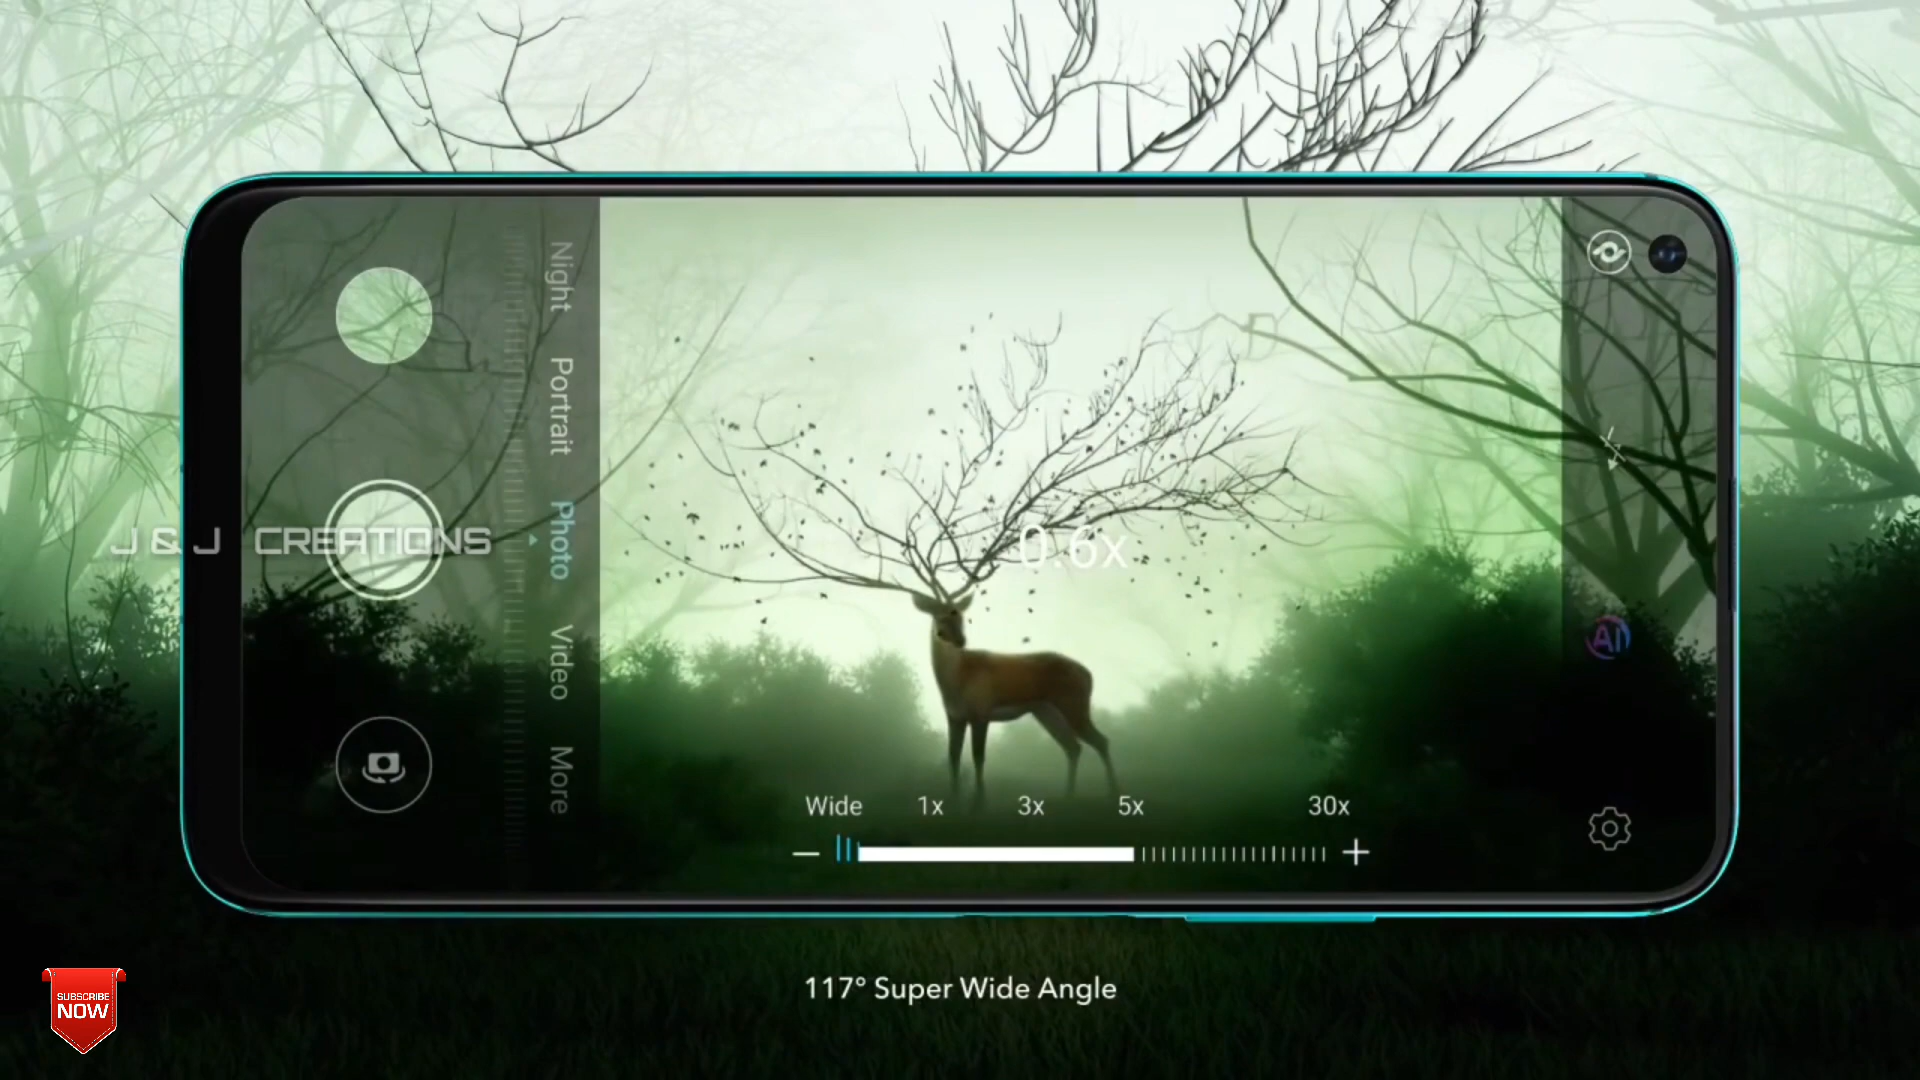 Night
Portrait
Photo
Video
More
J & J CREATIONS
0.6x
AI
Wide 1x 3x 5x 30x
117° Super Wide Angle
SUBSCRIBE
NOW